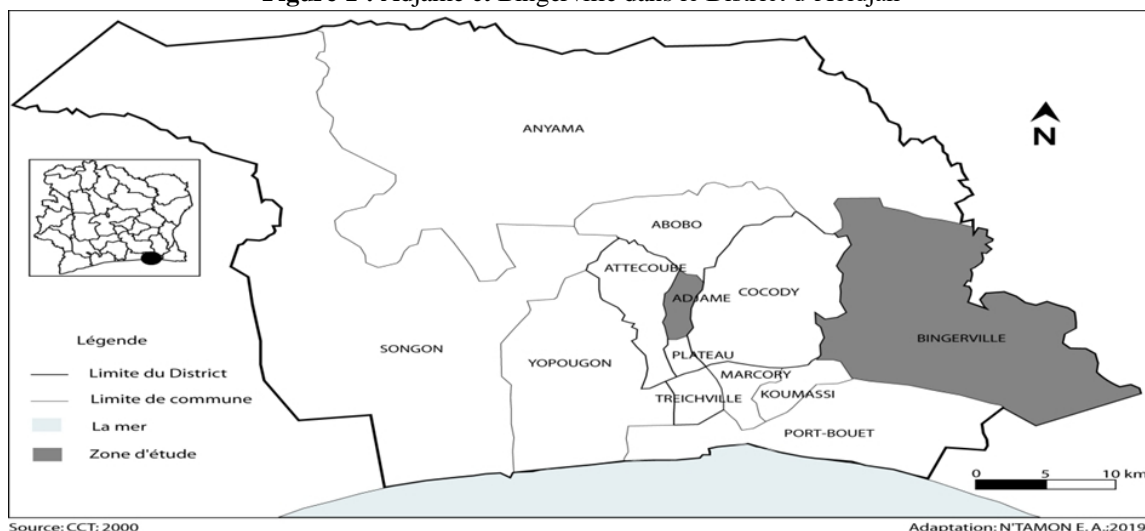 Figure 1 : Adjamé et Bingerville dans le District d'Abidjan
ANYAMA
N
ABOBO
ATTECOUBE
ADJAME
COCODY
SONGON
YOPOUGON
PLATEAU
BINGERVILLE
MARCORY
TREICHVILLE
KOUMASSI
PORT-BOUET
Légende
Limite du District
Limite de commune
La mer
Zone d'étude
0 5 10 km
Source: CCT: 2000
Adaptation: N'TAMON E. A.:2019